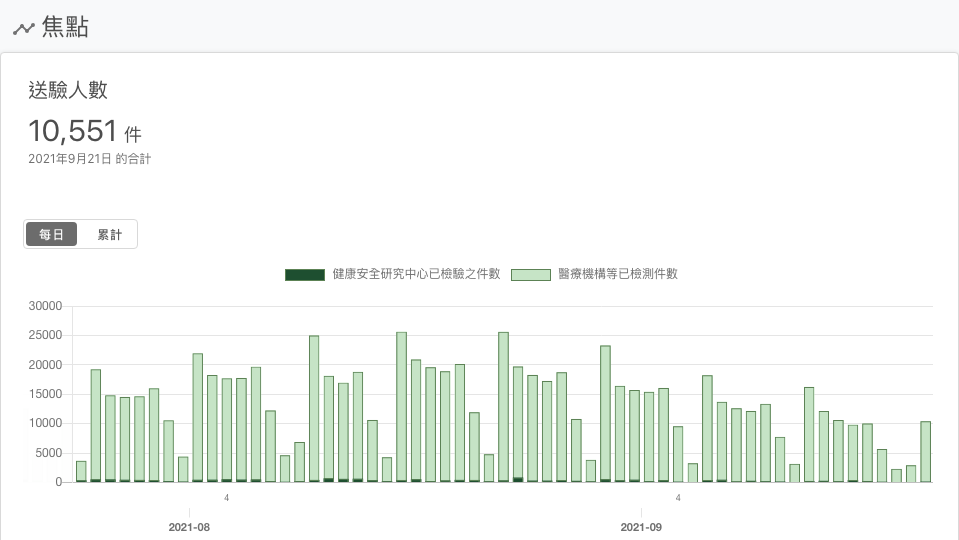 焦點
送驗人數
10,551 件
2021年9月21日 的合計
每日 累計
健康安全研究中心已檢驗之件數 醫療機構等已檢測件數
30000
25000
20000
15000
10000
5000
0
4 4
2021-08 2021-09